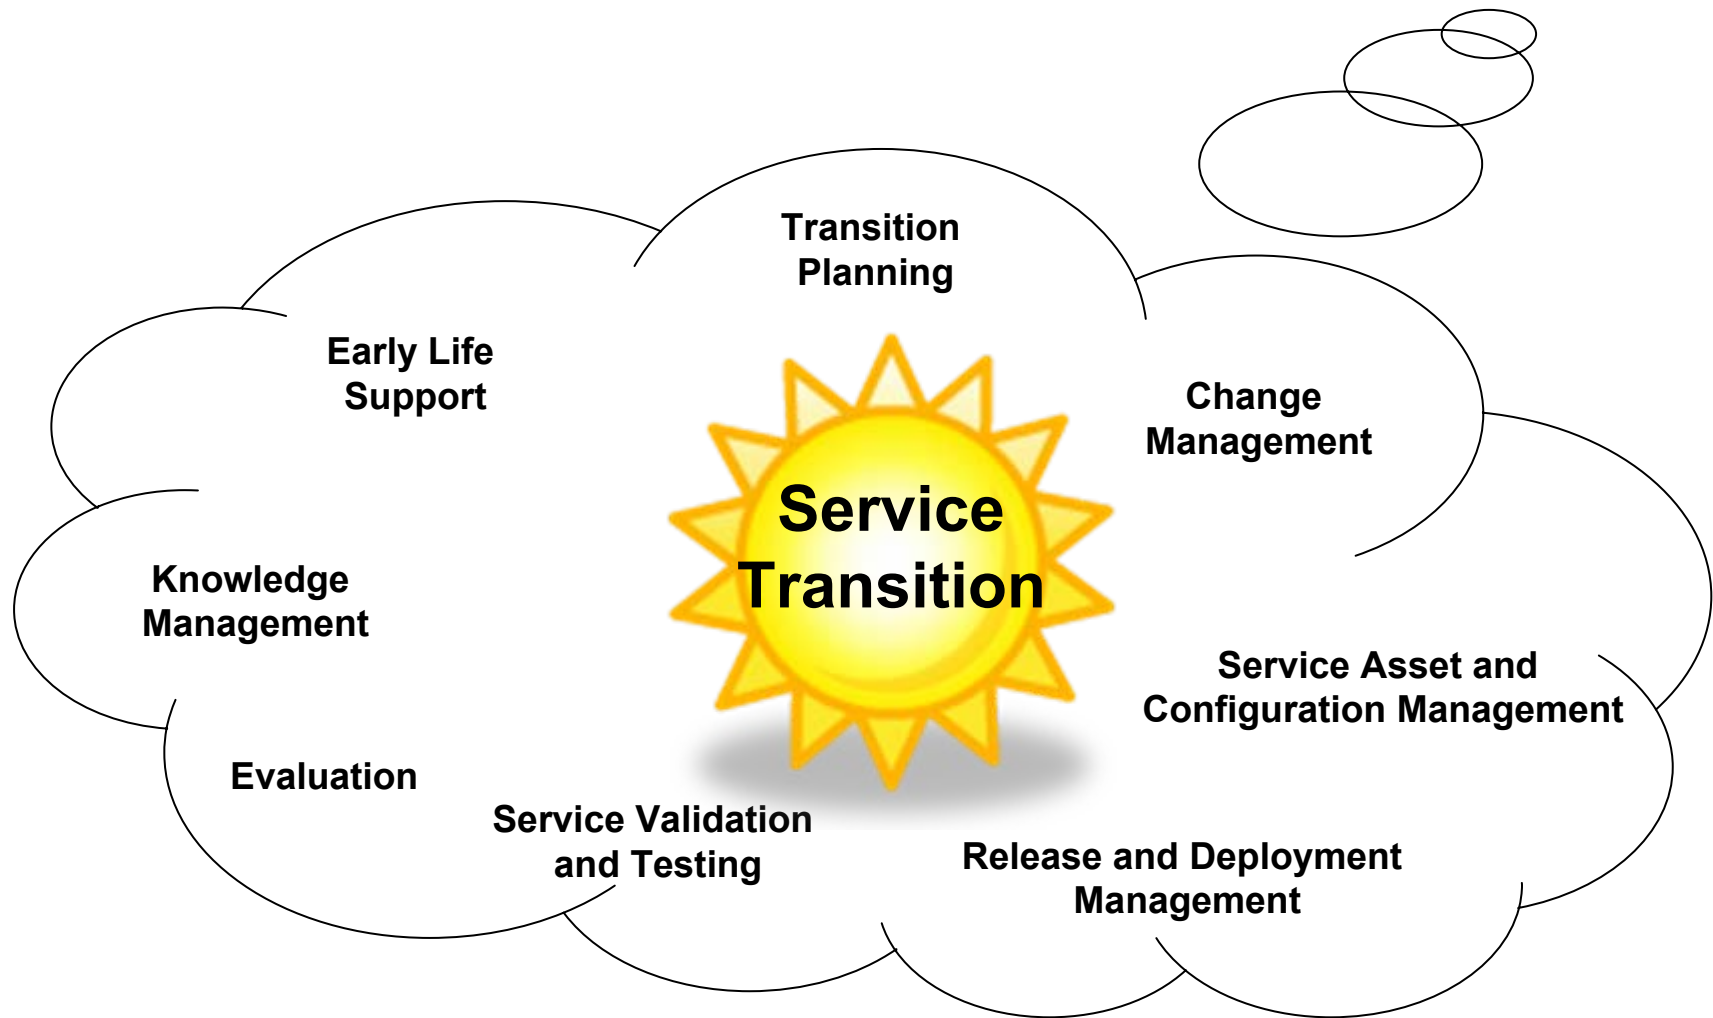 Transition
Planning
Early Life
Support
Change
Management
Service
Transition
Knowledge
Management
Service Asset and
Configuration Management
Evaluation
Service Validation
and Testing
Release and Deployment
Management